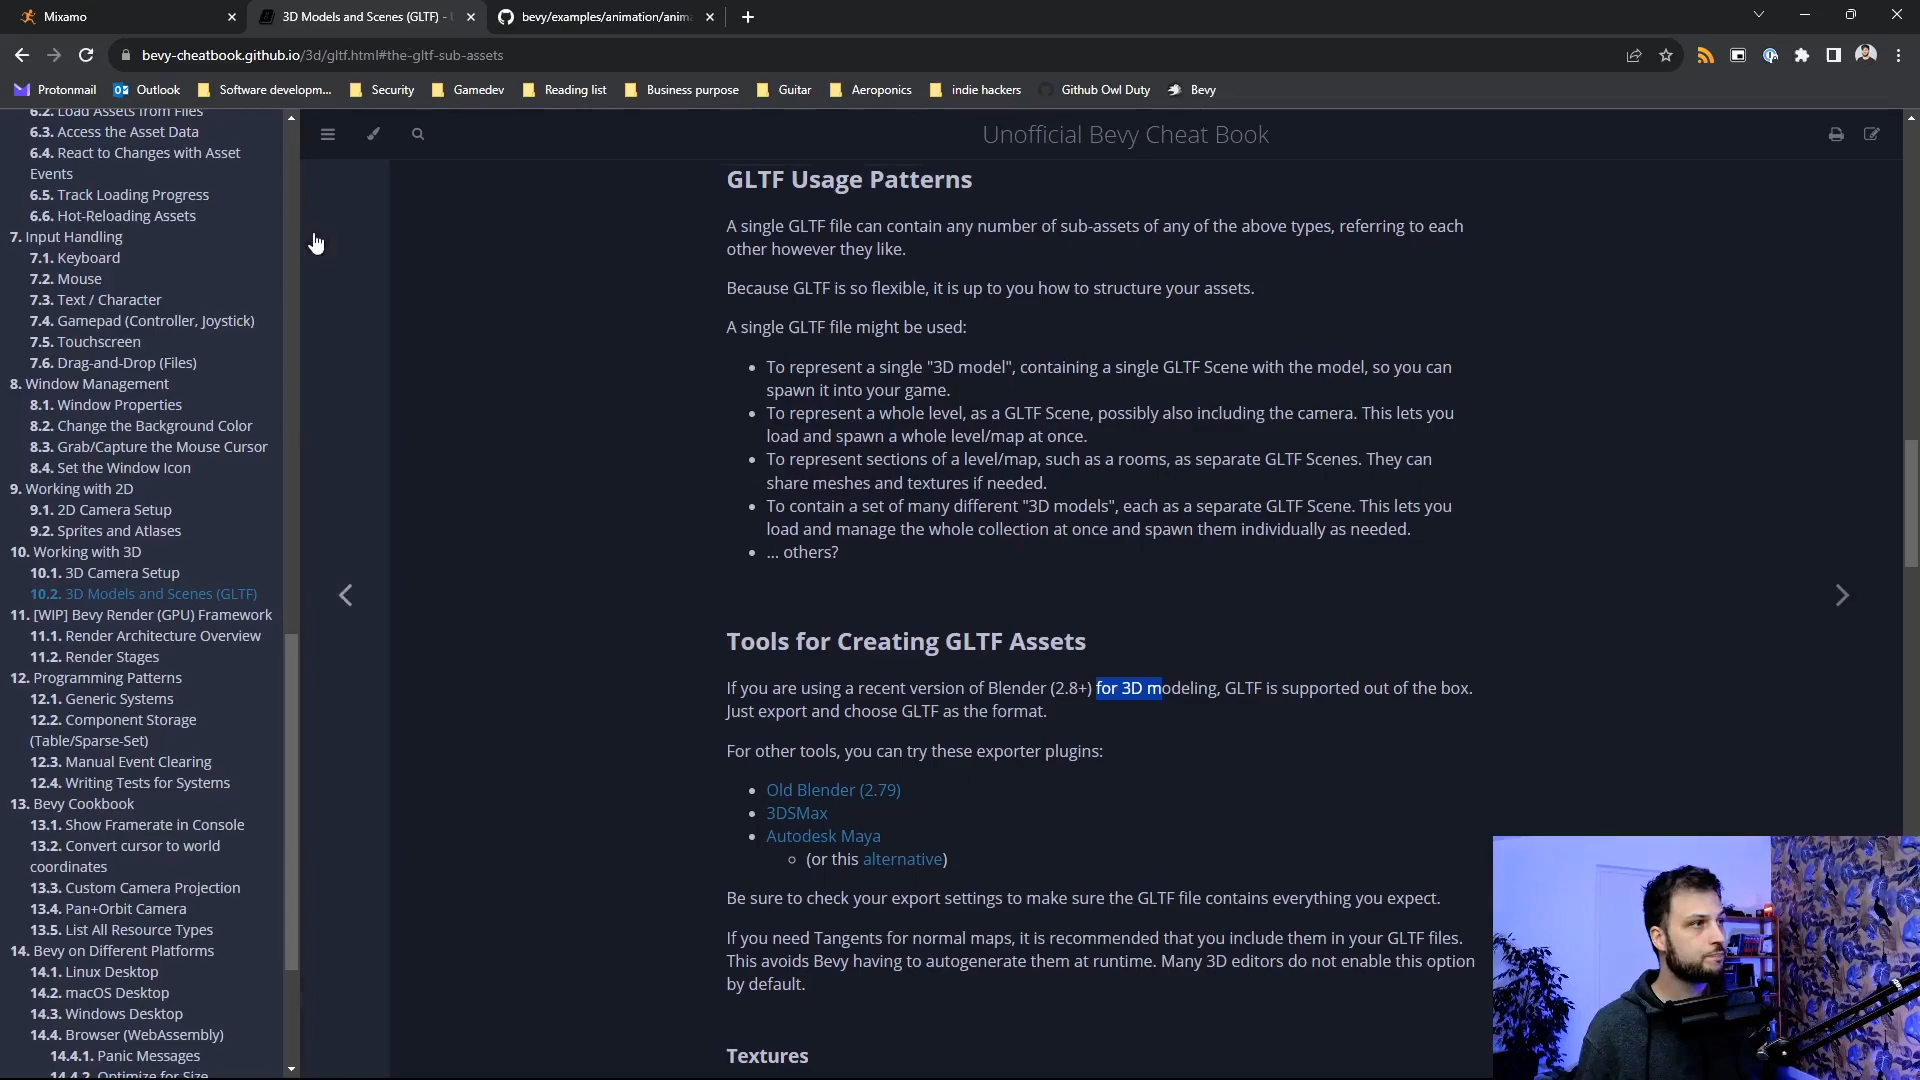 Mixamo
3D Models and Scenes (GLTF) -
bevy/examples/animation/anim
bevy-cheatbook.github.io/3d/gltf.html#the-gltf-sub-assets
Protonmail
Outlook
Software developm...
Security
Gamedev
Reading list
Business purpose
Guitar
Aeroponics
indie hackers
Github Owl Duty
Bevy
6.2. Load Assets from Files
6.3. Access the Asset Data
6.4. React to Changes with Asset
Events
6.5. Track Loading Progress
6.6. Hot-Reloading Assets
7. Input Handling
7.1. Keyboard
7.2. Mouse
7.3. Text / Character
7.4. Gamepad (Controller, Joystick)
7.5. Touchscreen
7.6. Drag-and-Drop (Files)
8. Window Management
8.1. Window Properties
8.2. Change the Background Color
8.3. Grab/Capture the Mouse Cursor
8.4. Set the Window Icon
9. Working with 2D
9.1. 2D Camera Setup
9.2. Sprites and Atlases
10. Working with 3D
10.1. 3D Camera Setup
10.2. 3D Models and Scenes (GLTF)
11. [WIP] Bevy Render (GPU) Framework
11.1. Render Architecture Overview
11.2. Render Stages
12. Programming Patterns
12.1. Generic Systems
12.2. Component Storage
(Table/Sparse-Set)
12.3. Manual Event Clearing
12.4. Writing Tests for Systems
13. Bevy Cookbook
13.1. Show Framerate in Console
13.2. Convert cursor to world
coordinates
13.3. Custom Camera Projection
13.4. Pan+Orbit Camera
13.5. List All Resource Types
14. Bevy on Different Platforms
14.1. Linux Desktop
14.2. macOS Desktop
14.3. Windows Desktop
14.4. Browser (WebAssembly)
14.4.1. Panic Messages
14.4.2. Optimize for Size
Unofficial Bevy Cheat Book
GLTF Usage Patterns
A single GLTF file can contain any number of sub-assets of any of the above types, referring to each
other however they like.
Because GLTF is so flexible, it is up to you how to structure your assets.
A single GLTF file might be used:
• To represent a single "3D model", containing a single GLTF Scene with the model, so you can
spawn it into your game.
• To represent a whole level, as a GLTF Scene, possibly also including the camera. This lets you
load and spawn a whole level/map at once.
• To represent sections of a level/map, such as a rooms, as separate GLTF Scenes. They can
share meshes and textures if needed.
• To contain a set of many different "3D models", each as a separate GLTF Scene. This lets you
load and manage the whole collection at once and spawn them individually as needed.
• ... others?
Tools for Creating GLTF Assets
If you are using a recent version of Blender (2.8+) for 3D modeling, GLTF is supported out of the box.
Just export and choose GLTF as the format.
For other tools, you can try these exporter plugins:
• Old Blender (2.79)
• 3DSMax
• Autodesk Maya
(or this alternative)
Be sure to check your export settings to make sure the GLTF file contains everything you expect.
If you need Tangents for normal maps, it is recommended that you include them in your GLTF files.
This avoids Bevy having to autogenerate them at runtime. Many 3D editors do not enable this option
by default.
Textures